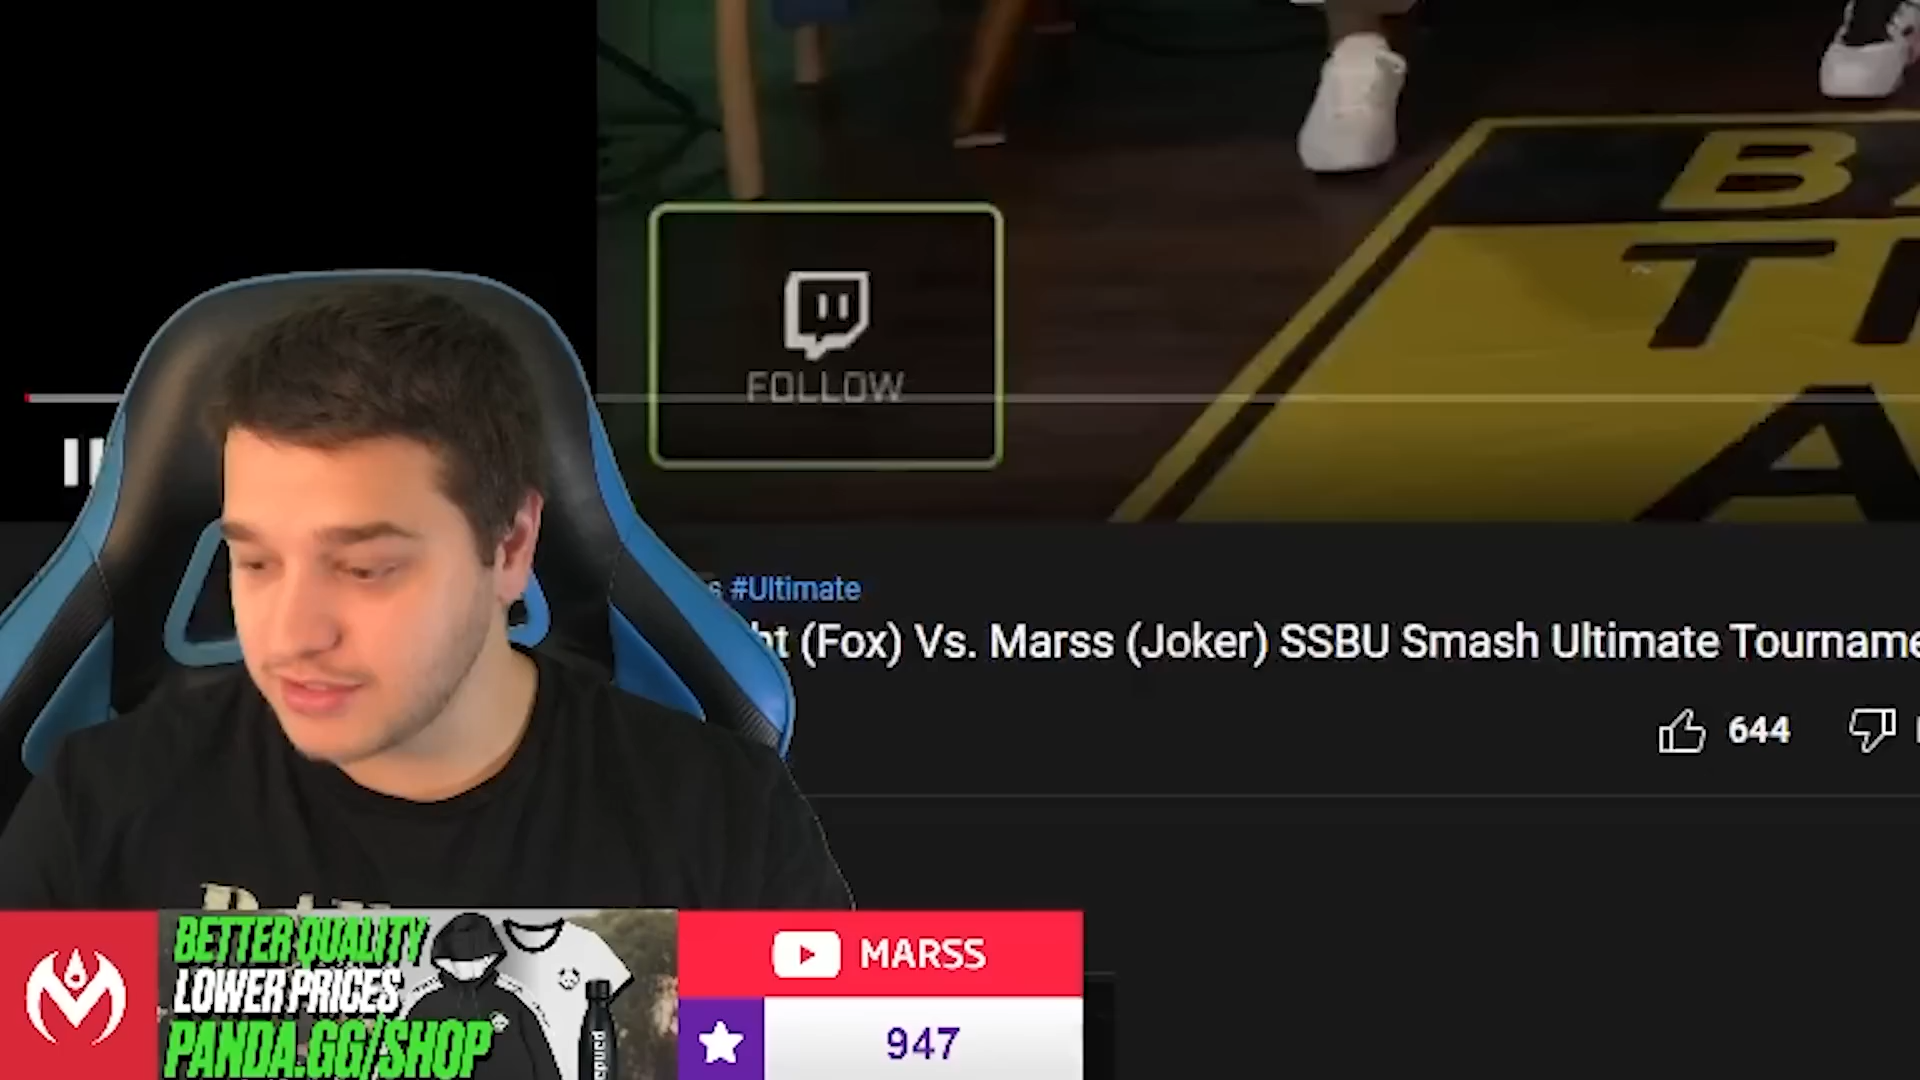 FOLLOW
#Ultimate
(Fox) Vs. Marss (Joker) SSBU Smash Ultimate
644
BETTER QUALITY
LOWER PRICES
PANDA.GG/SHOP
MARSS
947